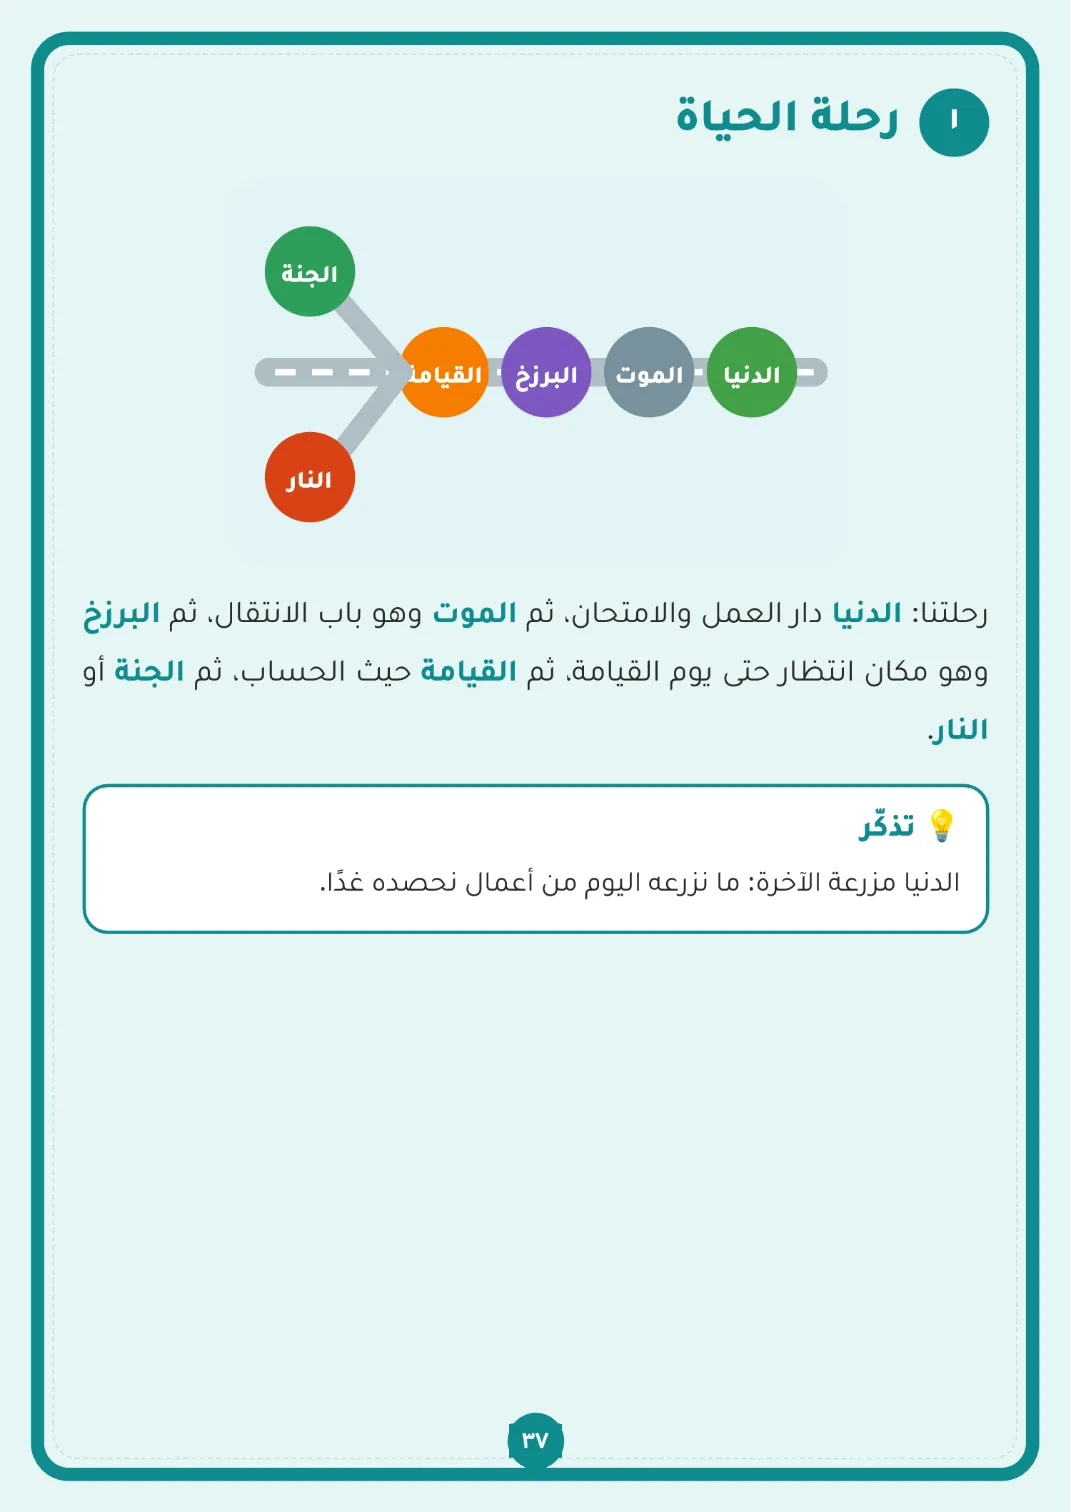 ١
رحلة الحياة
الجنة
الدنيا
الموت
البرزخ
القيامة
النار
رحلتنا: الدنيا دار العمل والامتحان، ثم الموت وهو باب الانتقال، ثم البرزخ
وهو مكان انتظار حتى يوم القيامة، ثم القيامة حيث الحساب، ثم الجنة أو
النار.
💡 تذكّر
الدنيا مزرعة الآخرة: ما نزرعه اليوم من أعمال نحصده غدًا.
٣٧